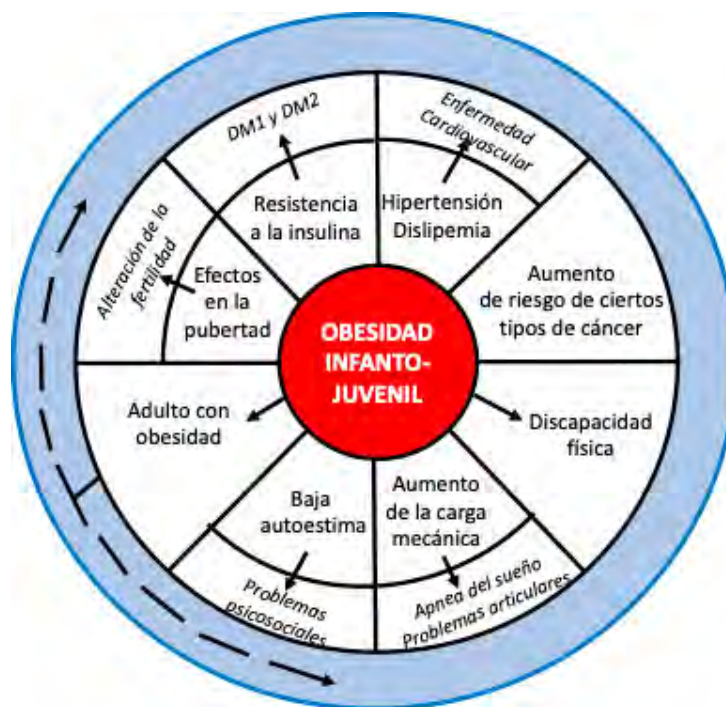 OBESIDAD
INFANTO-
JUVENIL
DM1 y DM2
Resistencia
a la insulina
Enfermedad
Cardiovascular
Hipertensión
Dislipemia
Aumento
de riesgo de ciertos
tipos de cáncer
Discapacidad
física
Aumento
de la carga
mecánica
Apnea del sueño
Problemas articulares
Baja
autoestima
Problemas
psicosociales
Adulto con
obesidad
Efectos
en la
pubertad
Alteración de la
fertilidad